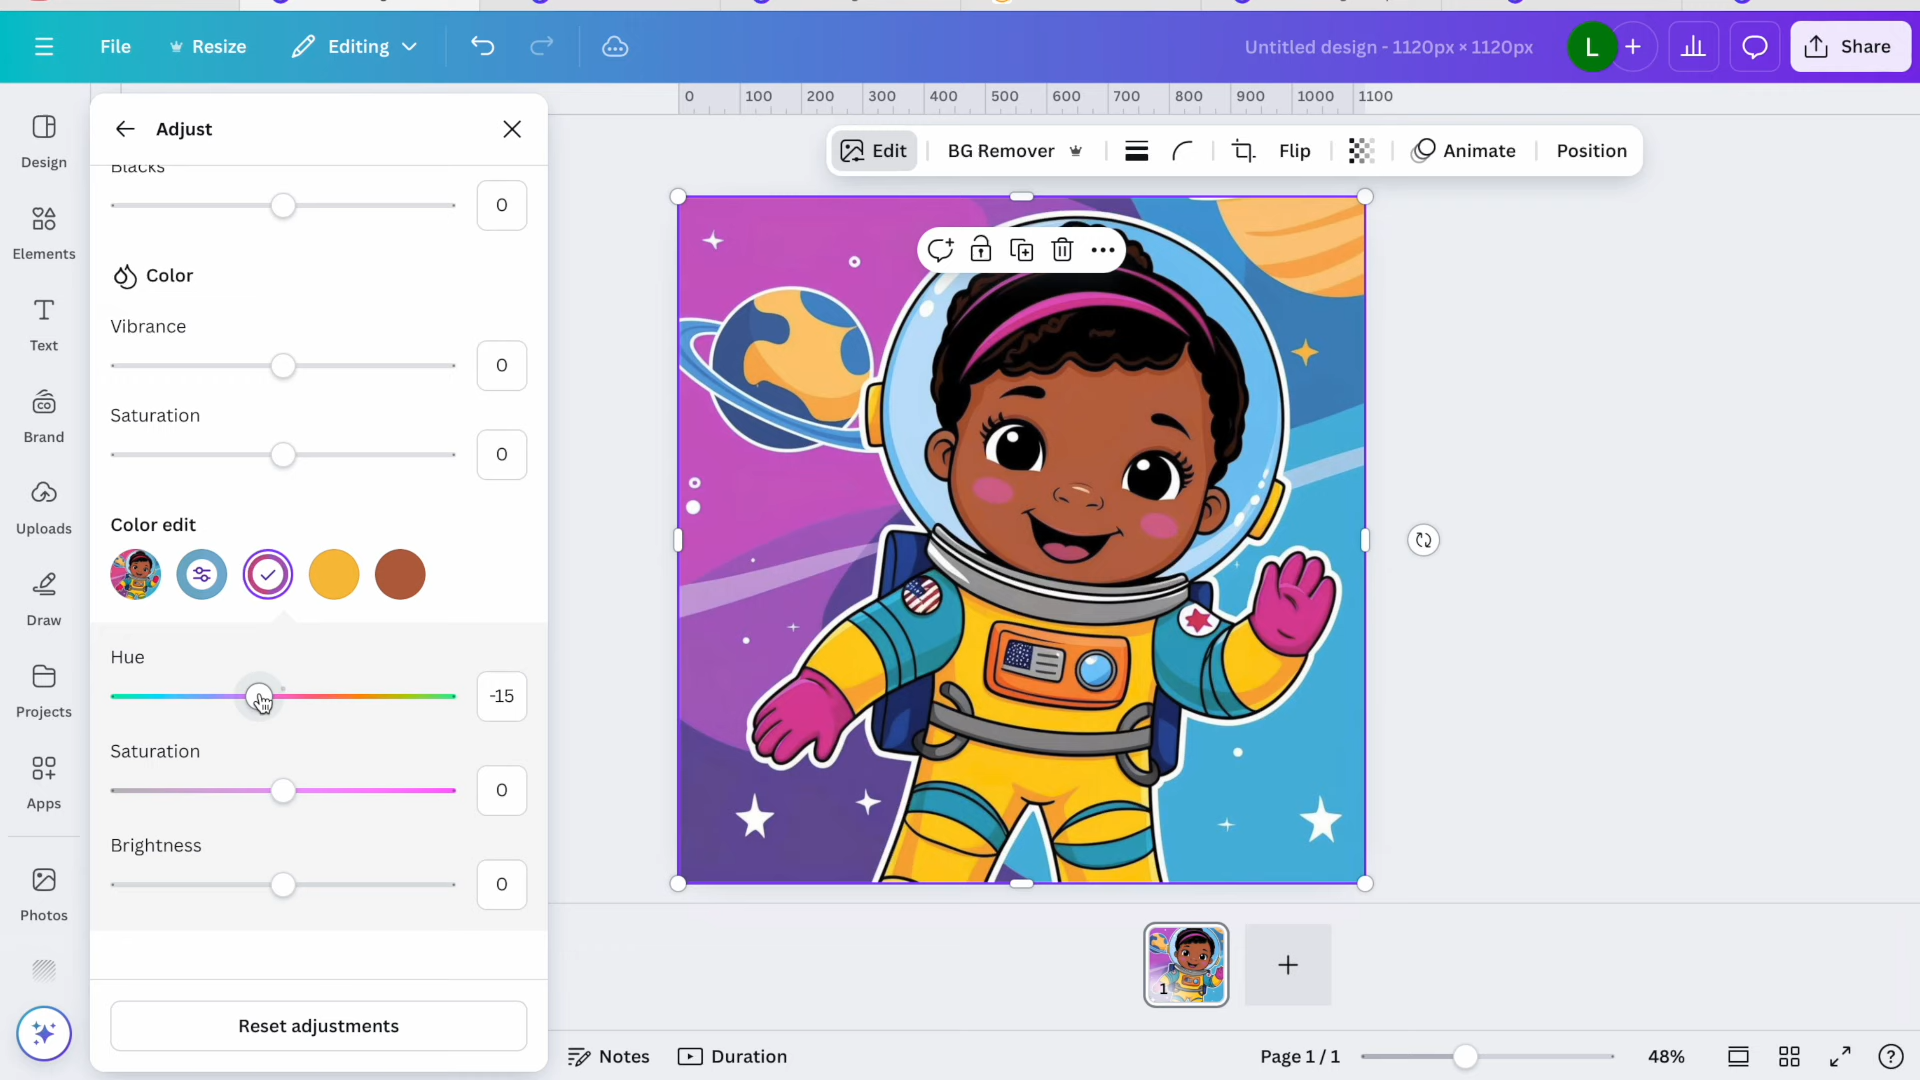 File
Resize
Editing
Untitled design - 1120px × 1120px
L
Share
Design
Elements
Text
Brand
Uploads
Draw
Projects
Apps
Photos
Adjust
Blacks
0
Color
Vibrance
0
Saturation
0
Color edit
Hue
-15
Saturation
0
Brightness
0
Reset adjustments
0 100 200 300 400 500 600 700 800 900 1000 1100
Edit
BG Remover
Flip
Animate
Position
1
Notes
Duration
Page 1 / 1
48%